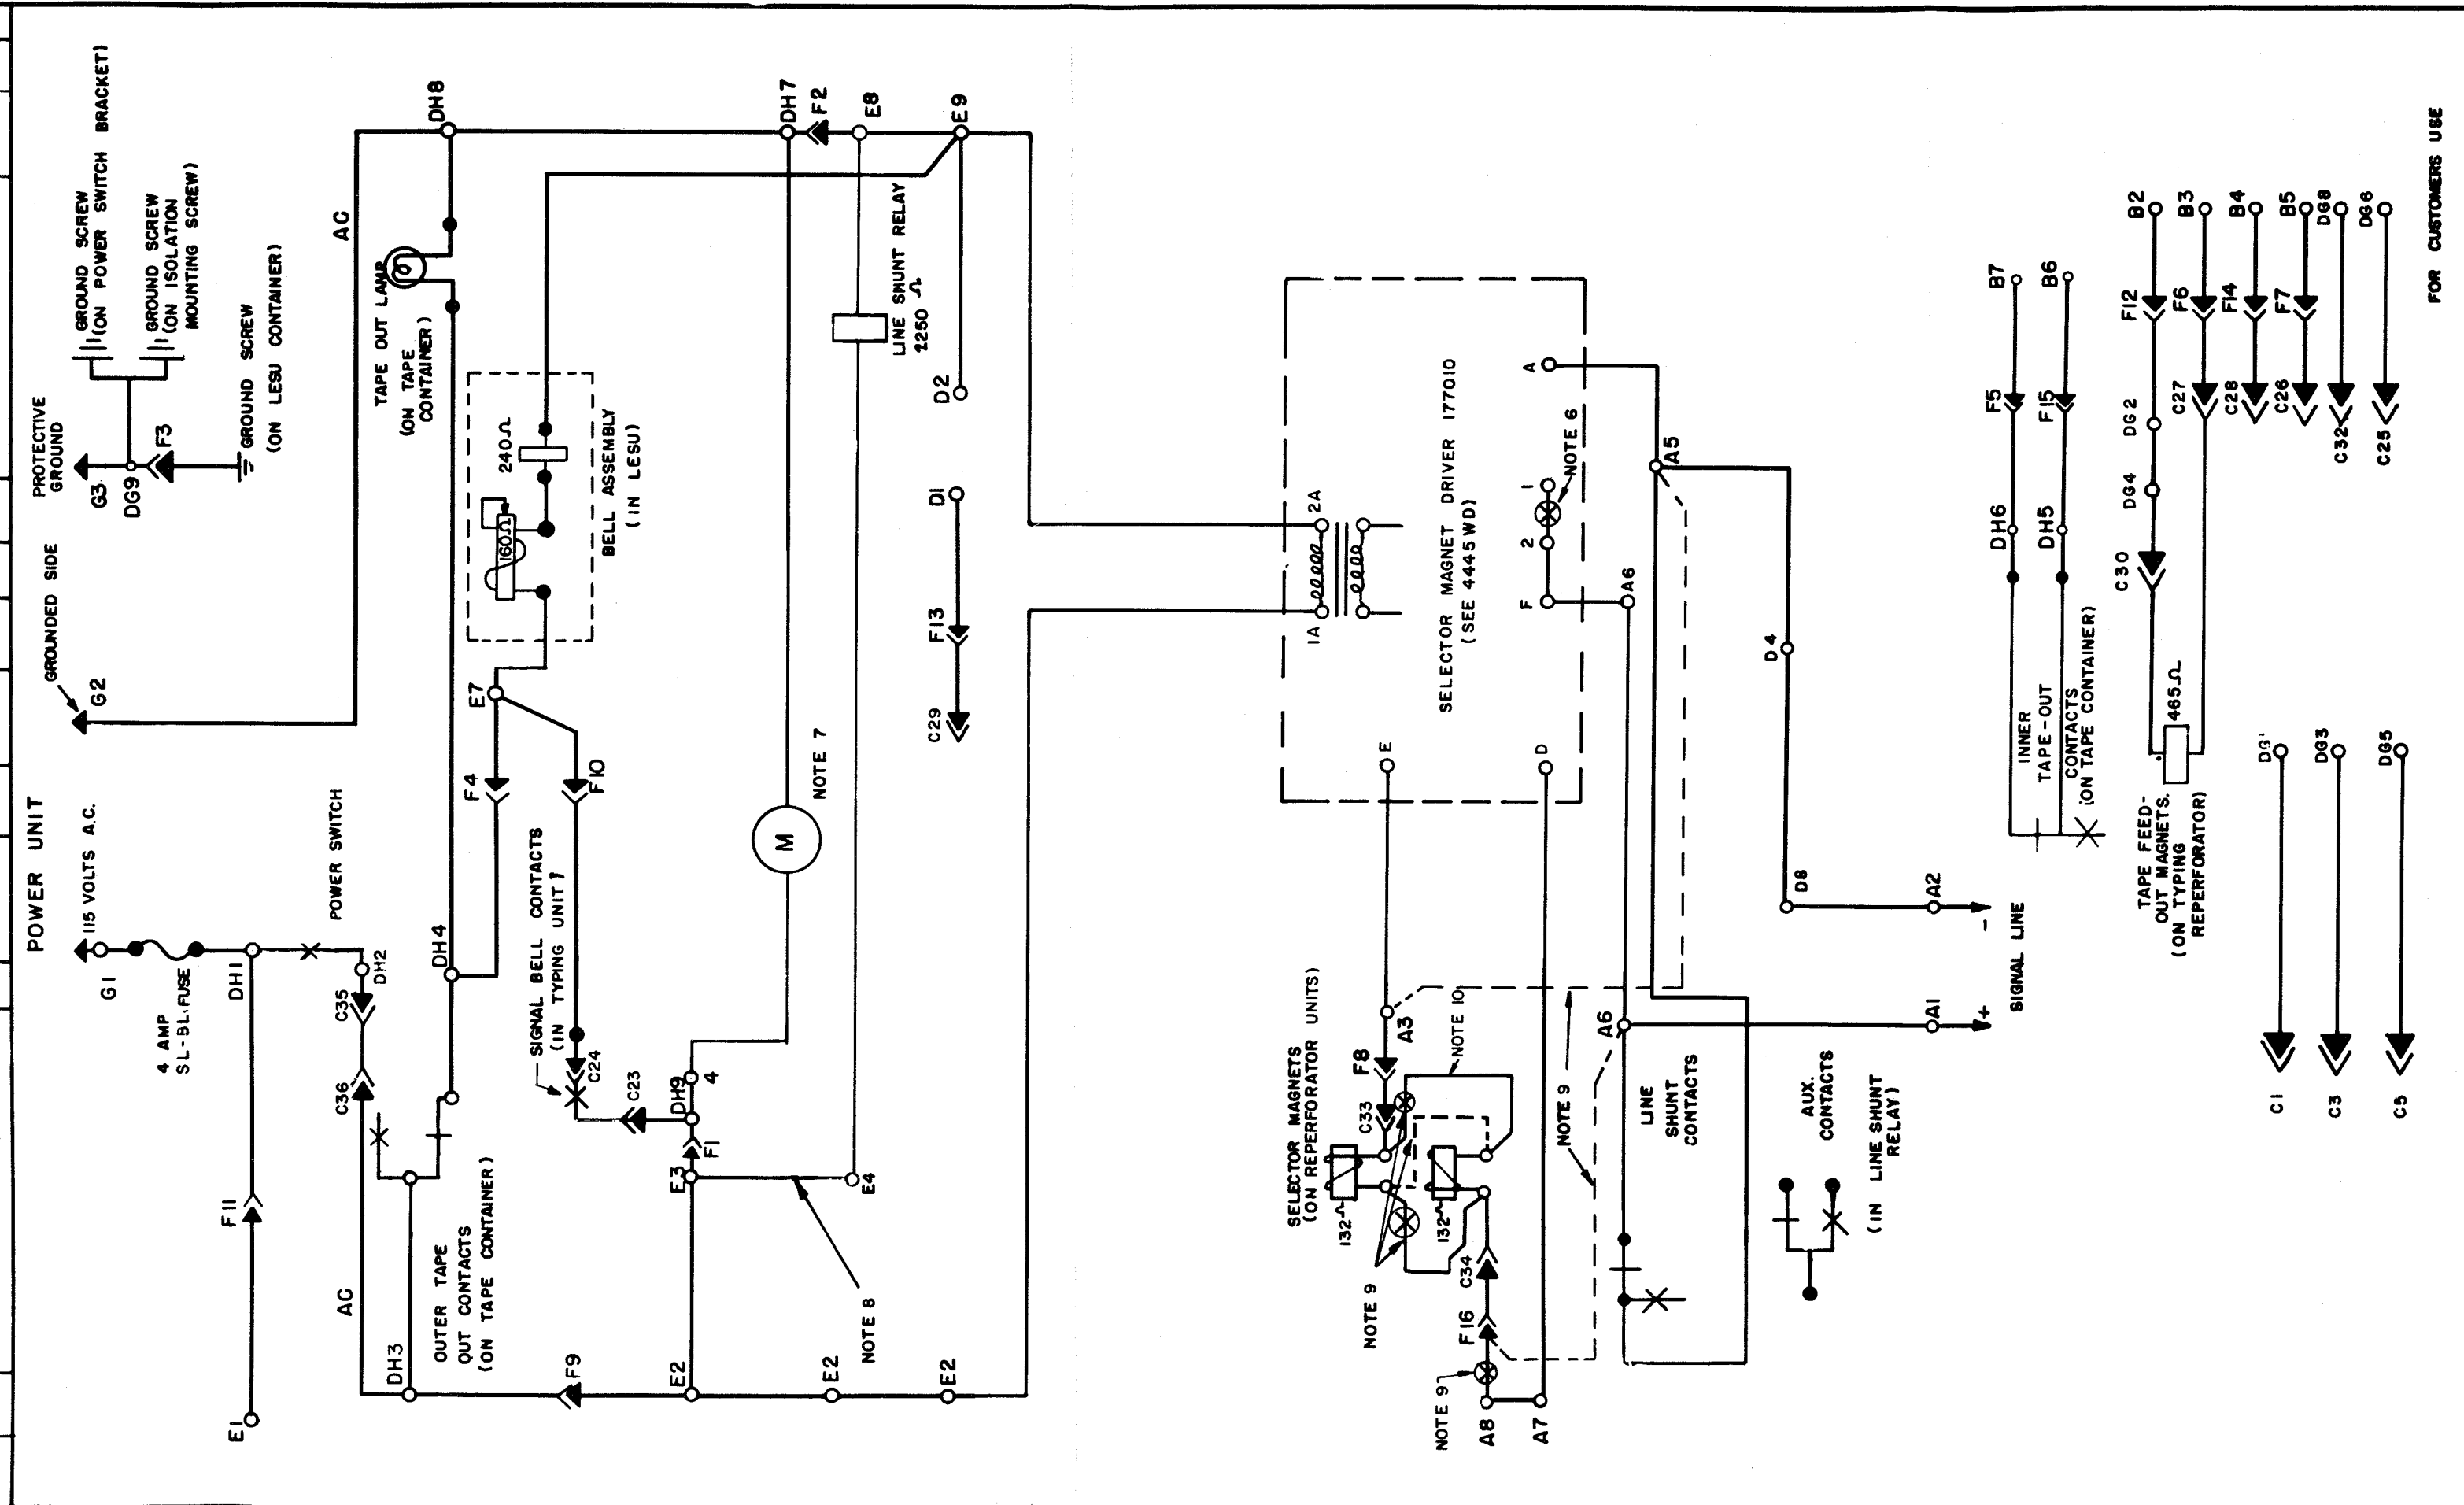 POWER UNIT
GROUNDED SIDE
PROTECTIVE
GROUND
GROUND SCREW
(ON POWER SWITCH BRACKET)
GROUND SCREW
(ON ISOLATION
MOUNTING SCREW)
GROUND SCREW
(ON LESU CONTAINER)
G3
DG9
F3
G2
115 VOLTS A.C.
G1
4 AMP
SL-BL. FUSE
DH1
F11
E1
POWER SWITCH
DH2
C35
C36
AC
AC
DH8
TAPE OUT LAMP
(ON TAPE
CONTAINER)
DH3
OUTER TAPE
OUT CONTACTS
(ON TAPE CONTAINER)
DH4
F4
E7
F10
160Ω
240Ω
BELL ASSEMBLY
(IN LESU)
SIGNAL BELL CONTACTS
(IN TYPING UNIT)
C24
C23
DH9
4
F1
E3
E4
NOTE 8
F9
E2
E2
E2
M
NOTE 7
DH7
F2
E8
E9
LINE SHUNT RELAY
2250 Ω
D2
D1
F13
C29
1A
2A
SELECTOR MAGNET DRIVER 177010
(SEE 4445WD)
A
1
2
F
NOTE 6
E
D
A5
A6
D4
D8
A2
-
SIGNAL LINE
A1
+
A6
SELECTOR MAGNETS
(ON REPERFORATOR UNITS)
A3
F8
C33
132Ω
132Ω
NOTE 10
NOTE 9
NOTE 9
NOTE 9
C34
F16
A8
A7
LINE
SHUNT
CONTACTS
AUX.
CONTACTS
(IN LINE SHUNT
RELAY)
INNER
TAPE-OUT
CONTACTS
(ON TAPE CONTAINER)
DH6
DH5
F5
F15
B7
B6
TAPE FEED-
OUT MAGNETS.
(ON TYPING
REPERFORATOR)
465Ω
C30
DG4
DG2
F12
B2
C27
F6
B3
C28
F14
B4
C26
F7
B5
C32
DG8
C25
DG6
C1
DG1
C3
DG3
C5
DG5
FOR CUSTOMERS USE